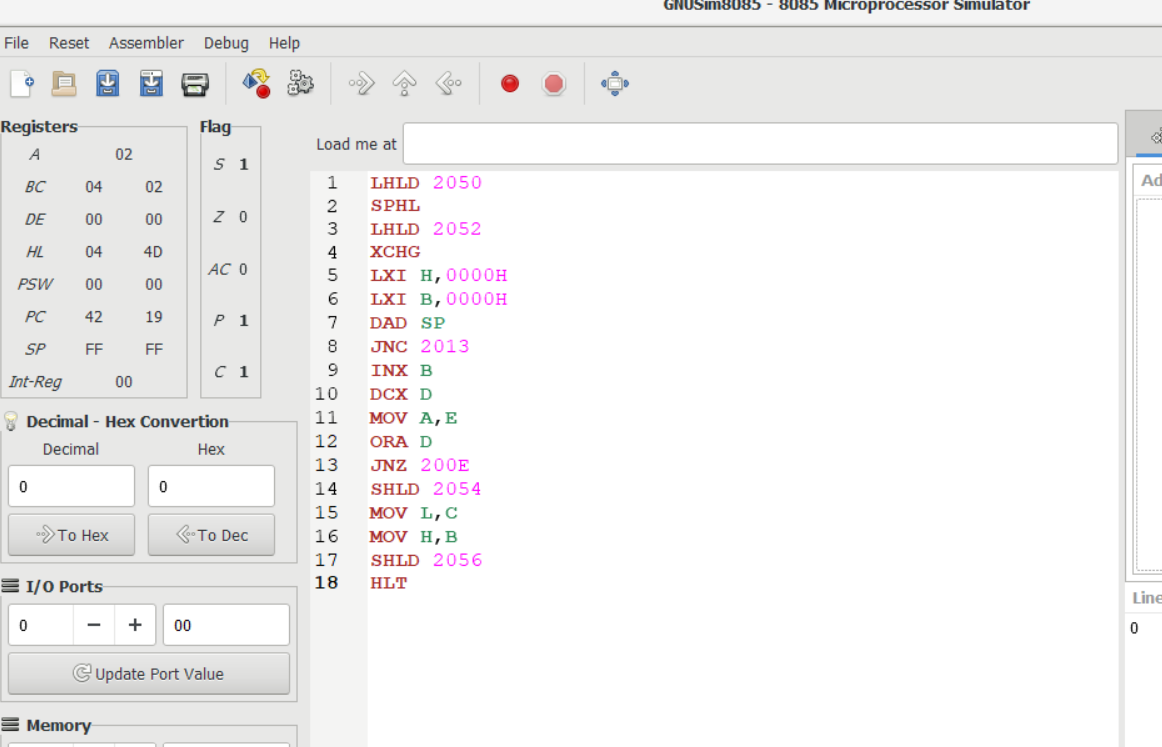 GNUSim8085 - 8085 Microprocessor Simulator
File Reset Assembler Debug Help
Registers
A 02
BC 04 02
DE 00 00
HL 04 4D
PSW 00 00
PC 42 19
SP FF FF
Int-Reg 00
Flag
S 1
Z 0
AC 0
P 1
C 1
Decimal - Hex Convertion
Decimal Hex
0 0
To Hex To Dec
I/O Ports
0 − + 00
Update Port Value
Memory
Load me at
1 LHLD 2050
2 SPHL
3 LHLD 2052
4 XCHG
5 LXI H,0000H
6 LXI B,0000H
7 DAD SP
8 JNC 2013
9 INX B
10 DCX D
11 MOV A,E
12 ORA D
13 JNZ 200E
14 SHLD 2054
15 MOV L,C
16 MOV H,B
17 SHLD 2056
18 HLT
Ad
Line
0